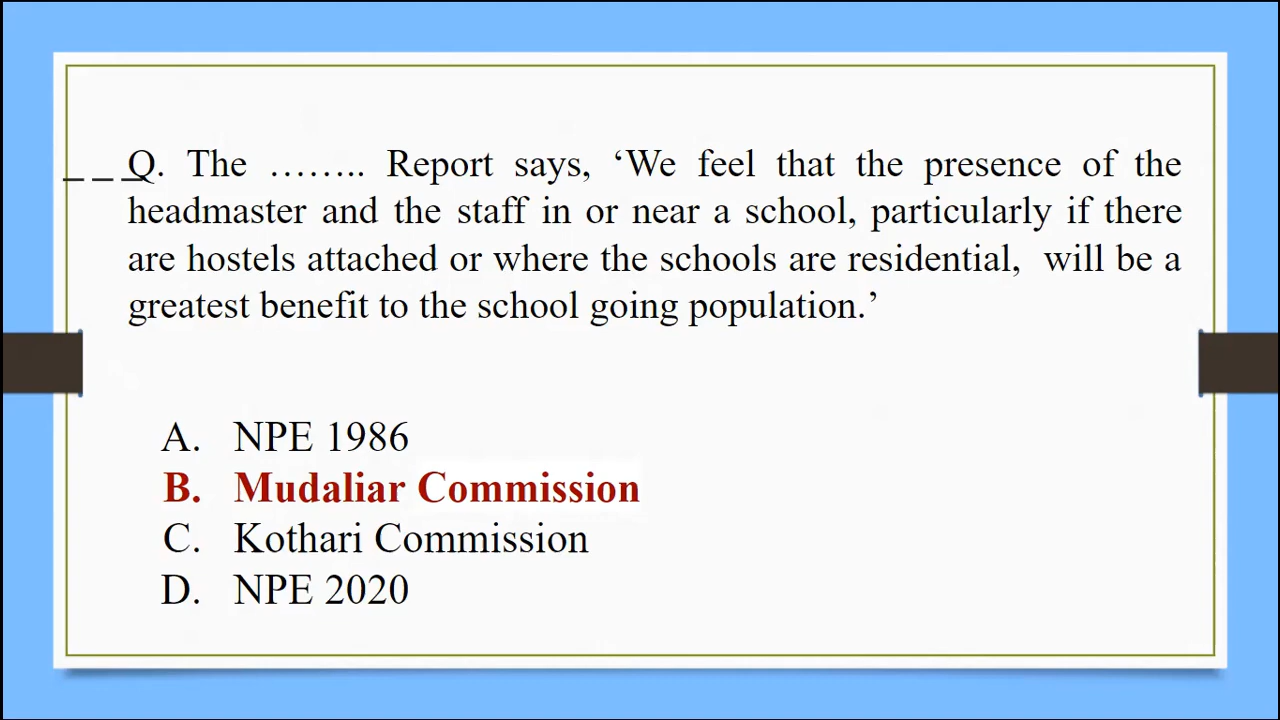 Q. The …….. Report says, ‘We feel that the presence of the
headmaster and the staff in or near a school, particularly if there
are hostels attached or where the schools are residential, will be a
greatest benefit to the school going population.’
A. NPE 1986
B. Mudaliar Commission
C. Kothari Commission
D. NPE 2020